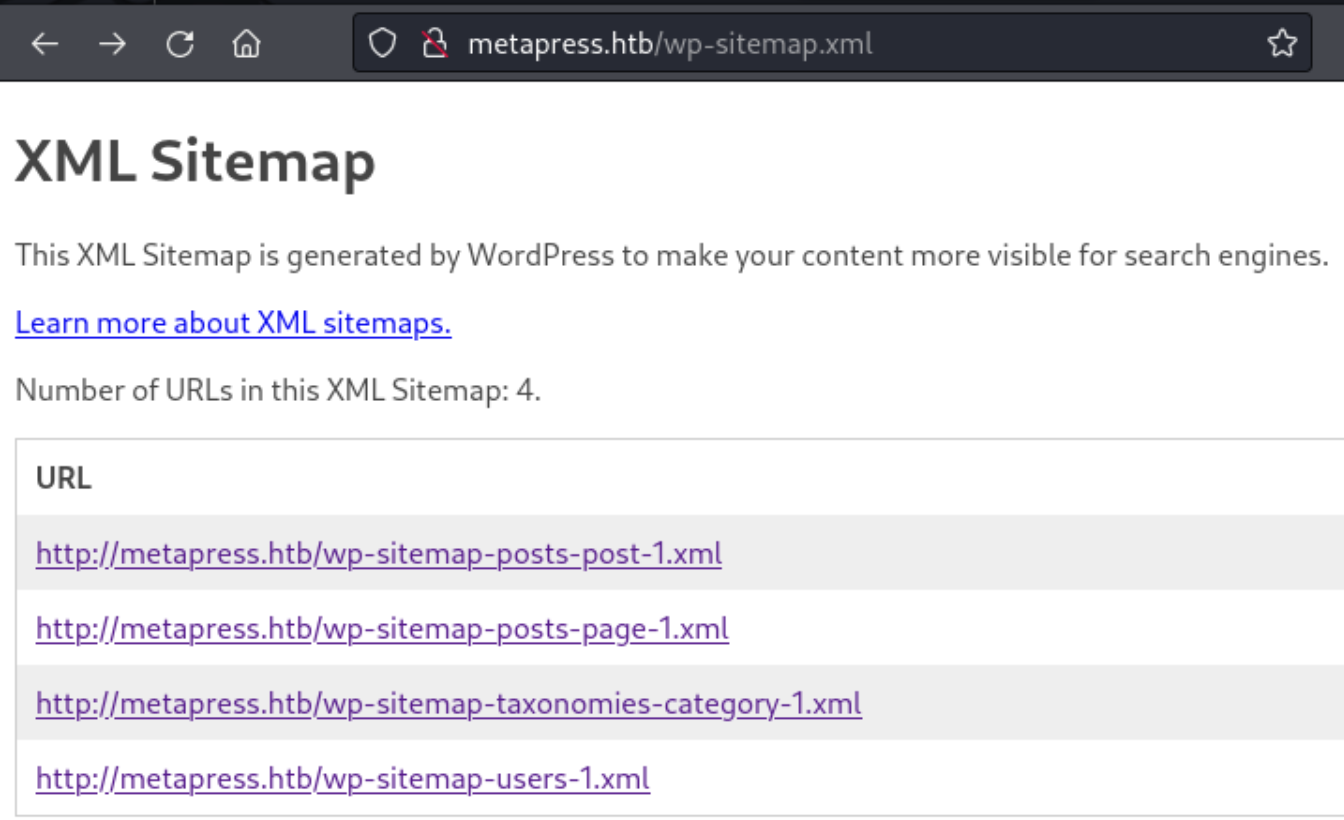 metapress.htb/wp-sitemap.xml
XML Sitemap
This XML Sitemap is generated by WordPress to make your content more visible for search engines.
Learn more about XML sitemaps.
Number of URLs in this XML Sitemap: 4.
URL
http://metapress.htb/wp-sitemap-posts-post-1.xml
http://metapress.htb/wp-sitemap-posts-page-1.xml
http://metapress.htb/wp-sitemap-taxonomies-category-1.xml
http://metapress.htb/wp-sitemap-users-1.xml